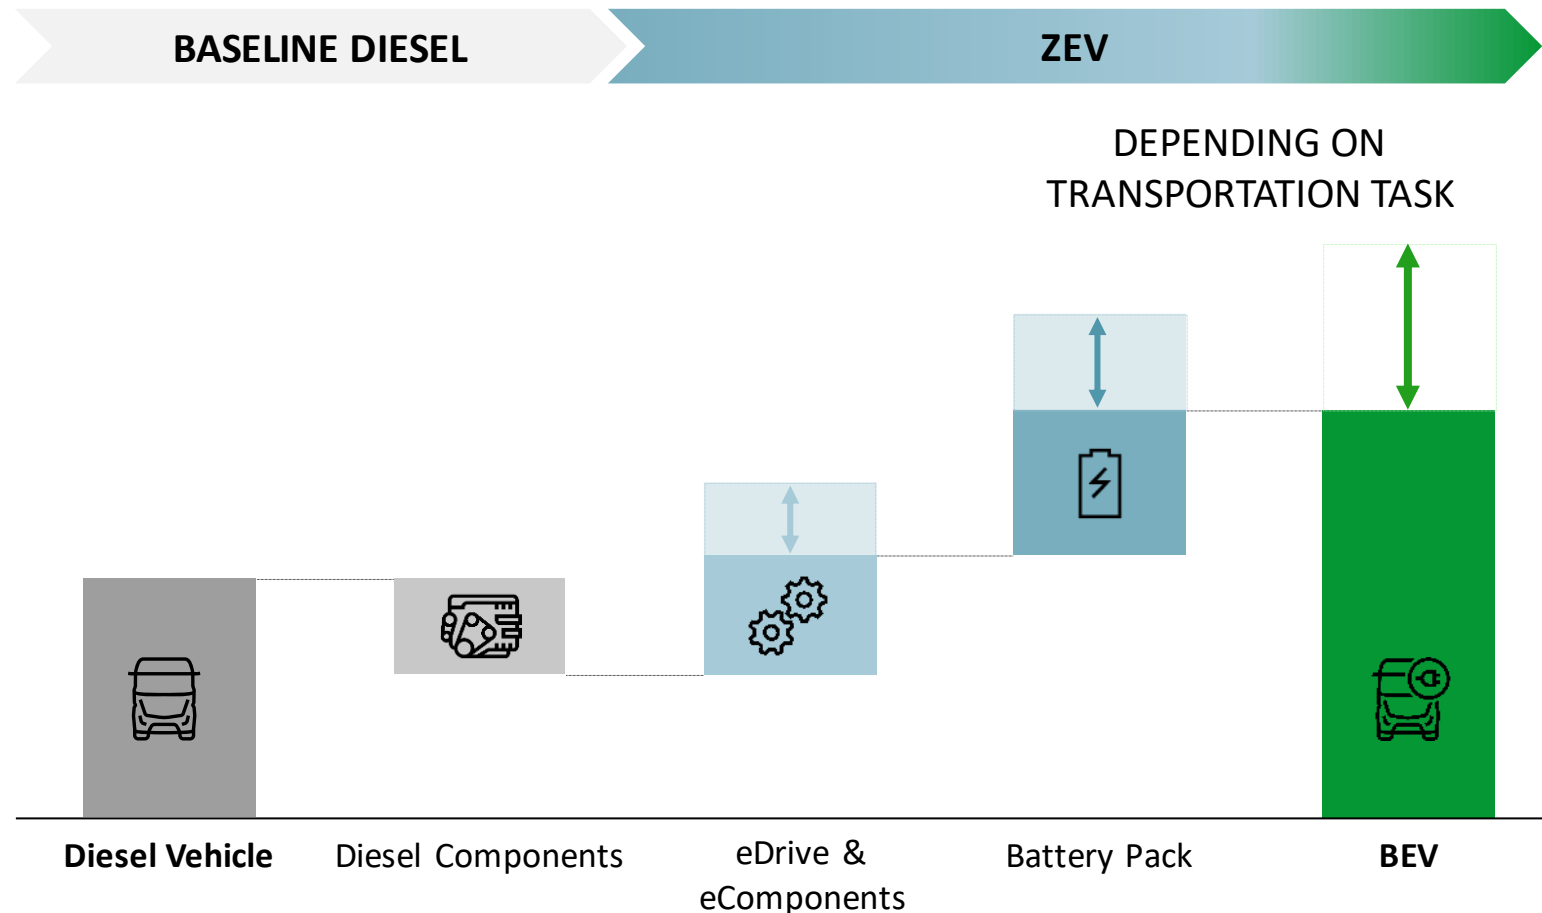 BASELINE DIESEL
ZEV
DEPENDING ON
TRANSPORTATION TASK
Diesel Vehicle
Diesel Components
eDrive &
eComponents
Battery Pack
BEV